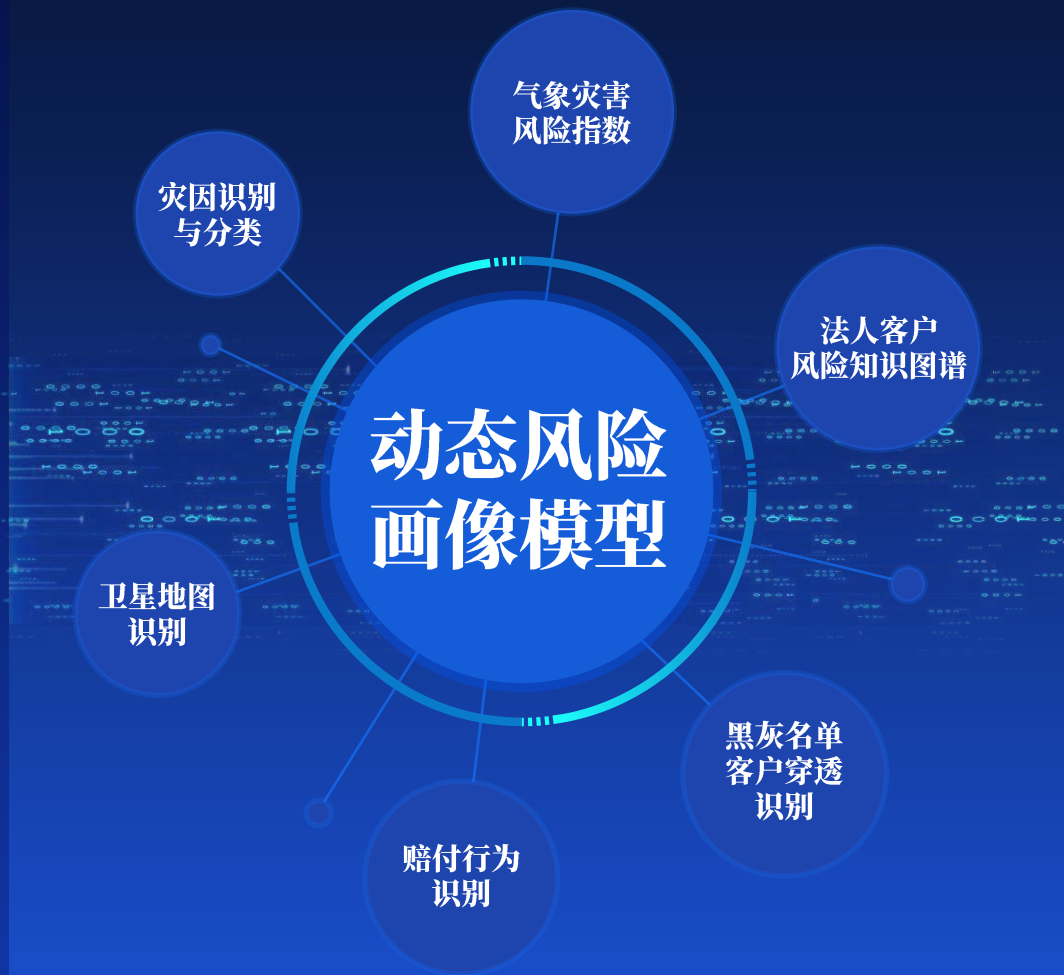 气象灾害
风险指数
灾因识别
与分类
法人客户
风险知识图谱
动态风险
画像模型
卫星地图
识别
黑灰名单
客户穿透
识别
赔付行为
识别